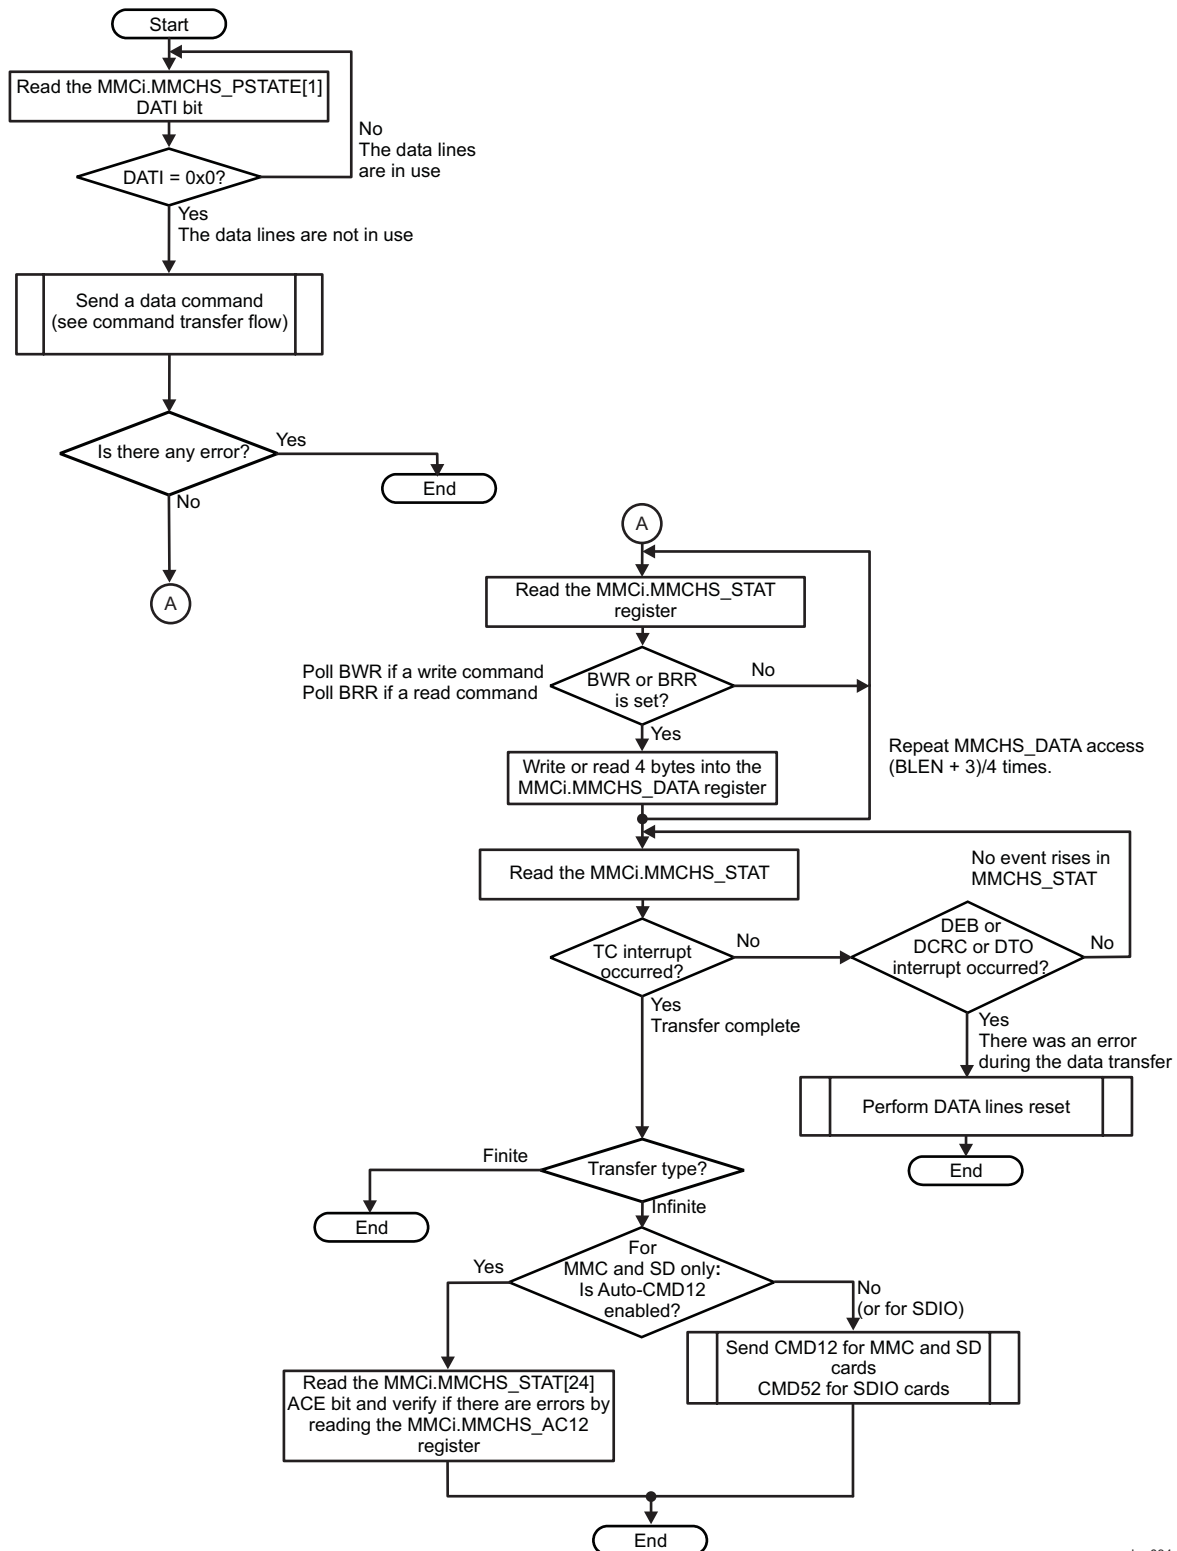 Start
Read the MMCi.MMCHS_PSTATE[1]
DATI bit
No
The data lines
are in use
DATI = 0x0?
Yes
The data lines are not in use
Send a data command
(see command transfer flow)
Is there any error?
Yes
End
No
A
A
Read the MMCi.MMCHS_STAT
register
Poll BWR if a write command
Poll BRR if a read command
BWR or BRR
is set?
No
Yes
Write or read 4 bytes into the
MMCi.MMCHS_DATA register
Repeat MMCHS_DATA access
(BLEN + 3)/4 times.
Read the MMCi.MMCHS_STAT
No event rises in
MMCHS_STAT
TC interrupt
occurred?
No
DEB or
DCRC or DTO
interrupt occurred?
No
Yes
Transfer complete
Yes
There was an error
during the data transfer
Perform DATA lines reset
End
Finite
Transfer type?
End
Infinite
For
MMC and SD only:
Is Auto-CMD12
enabled?
Yes
No
(or for SDIO)
Send CMD12 for MMC and SD
cards
CMD52 for SDIO cards
Read the MMCi.MMCHS_STAT[24]
ACE bit and verify if there are errors by
reading the MMCi.MMCHS_AC12
register
End